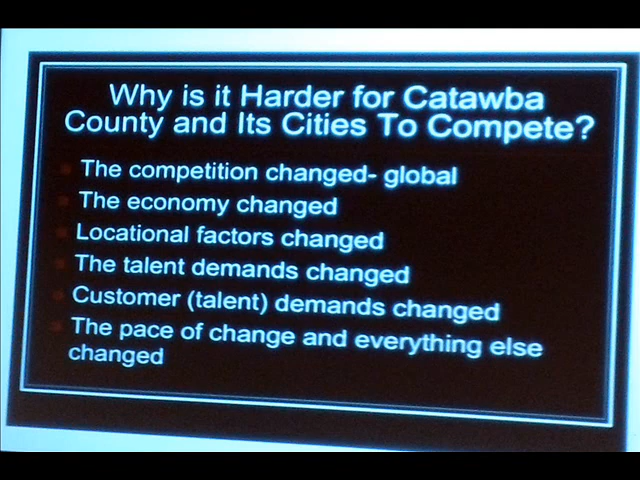 Why is it Harder for Catawba
County and Its Cities To Compete?
The competition changed- global
The economy changed
Locational factors changed
The talent demands changed
Customer (talent) demands changed
The pace of change and everything else
changed